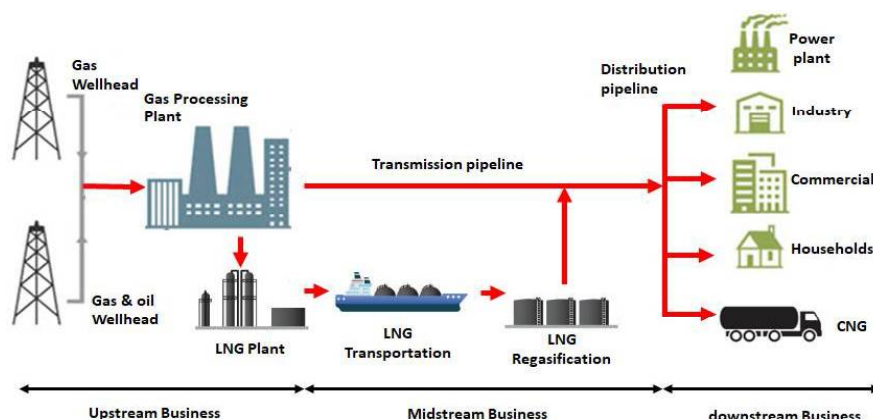 Gas
Wellhead
Gas Processing
Plant
Transmission pipeline
Distribution
pipeline
Power
plant
Industry
Commercial
Households
CNG
Gas & oil
Wellhead
LNG Plant
LNG
Transportation
LNG
Regasification
Upstream Business
Midstream Business
downstream Business